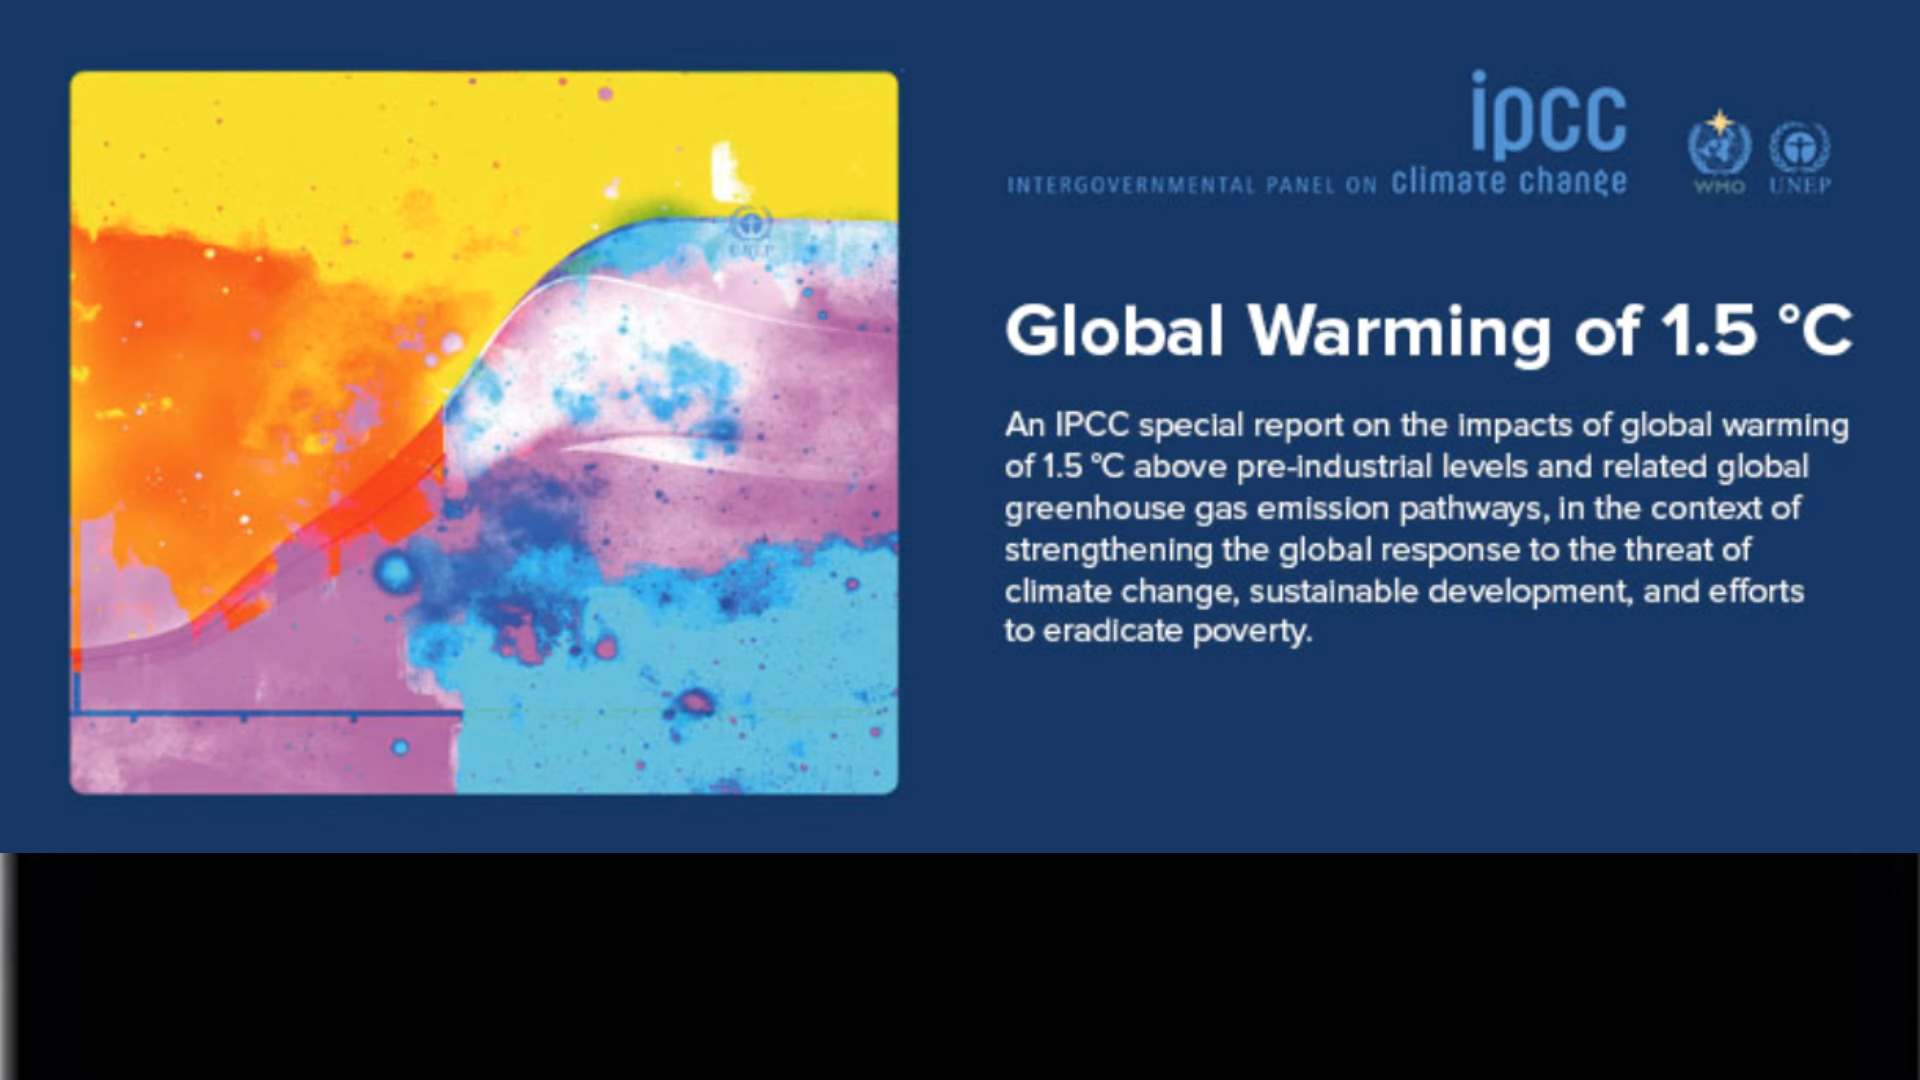 ipcc
INTERGOVERNMENTAL PANEL ON climate change
WMO
UNEP
UNEP
Global Warming of 1.5 °C
An IPCC special report on the impacts of global warming
of 1.5 °C above pre-industrial levels and related global
greenhouse gas emission pathways, in the context of
strengthening the global response to the threat of
climate change, sustainable development, and efforts
to eradicate poverty.